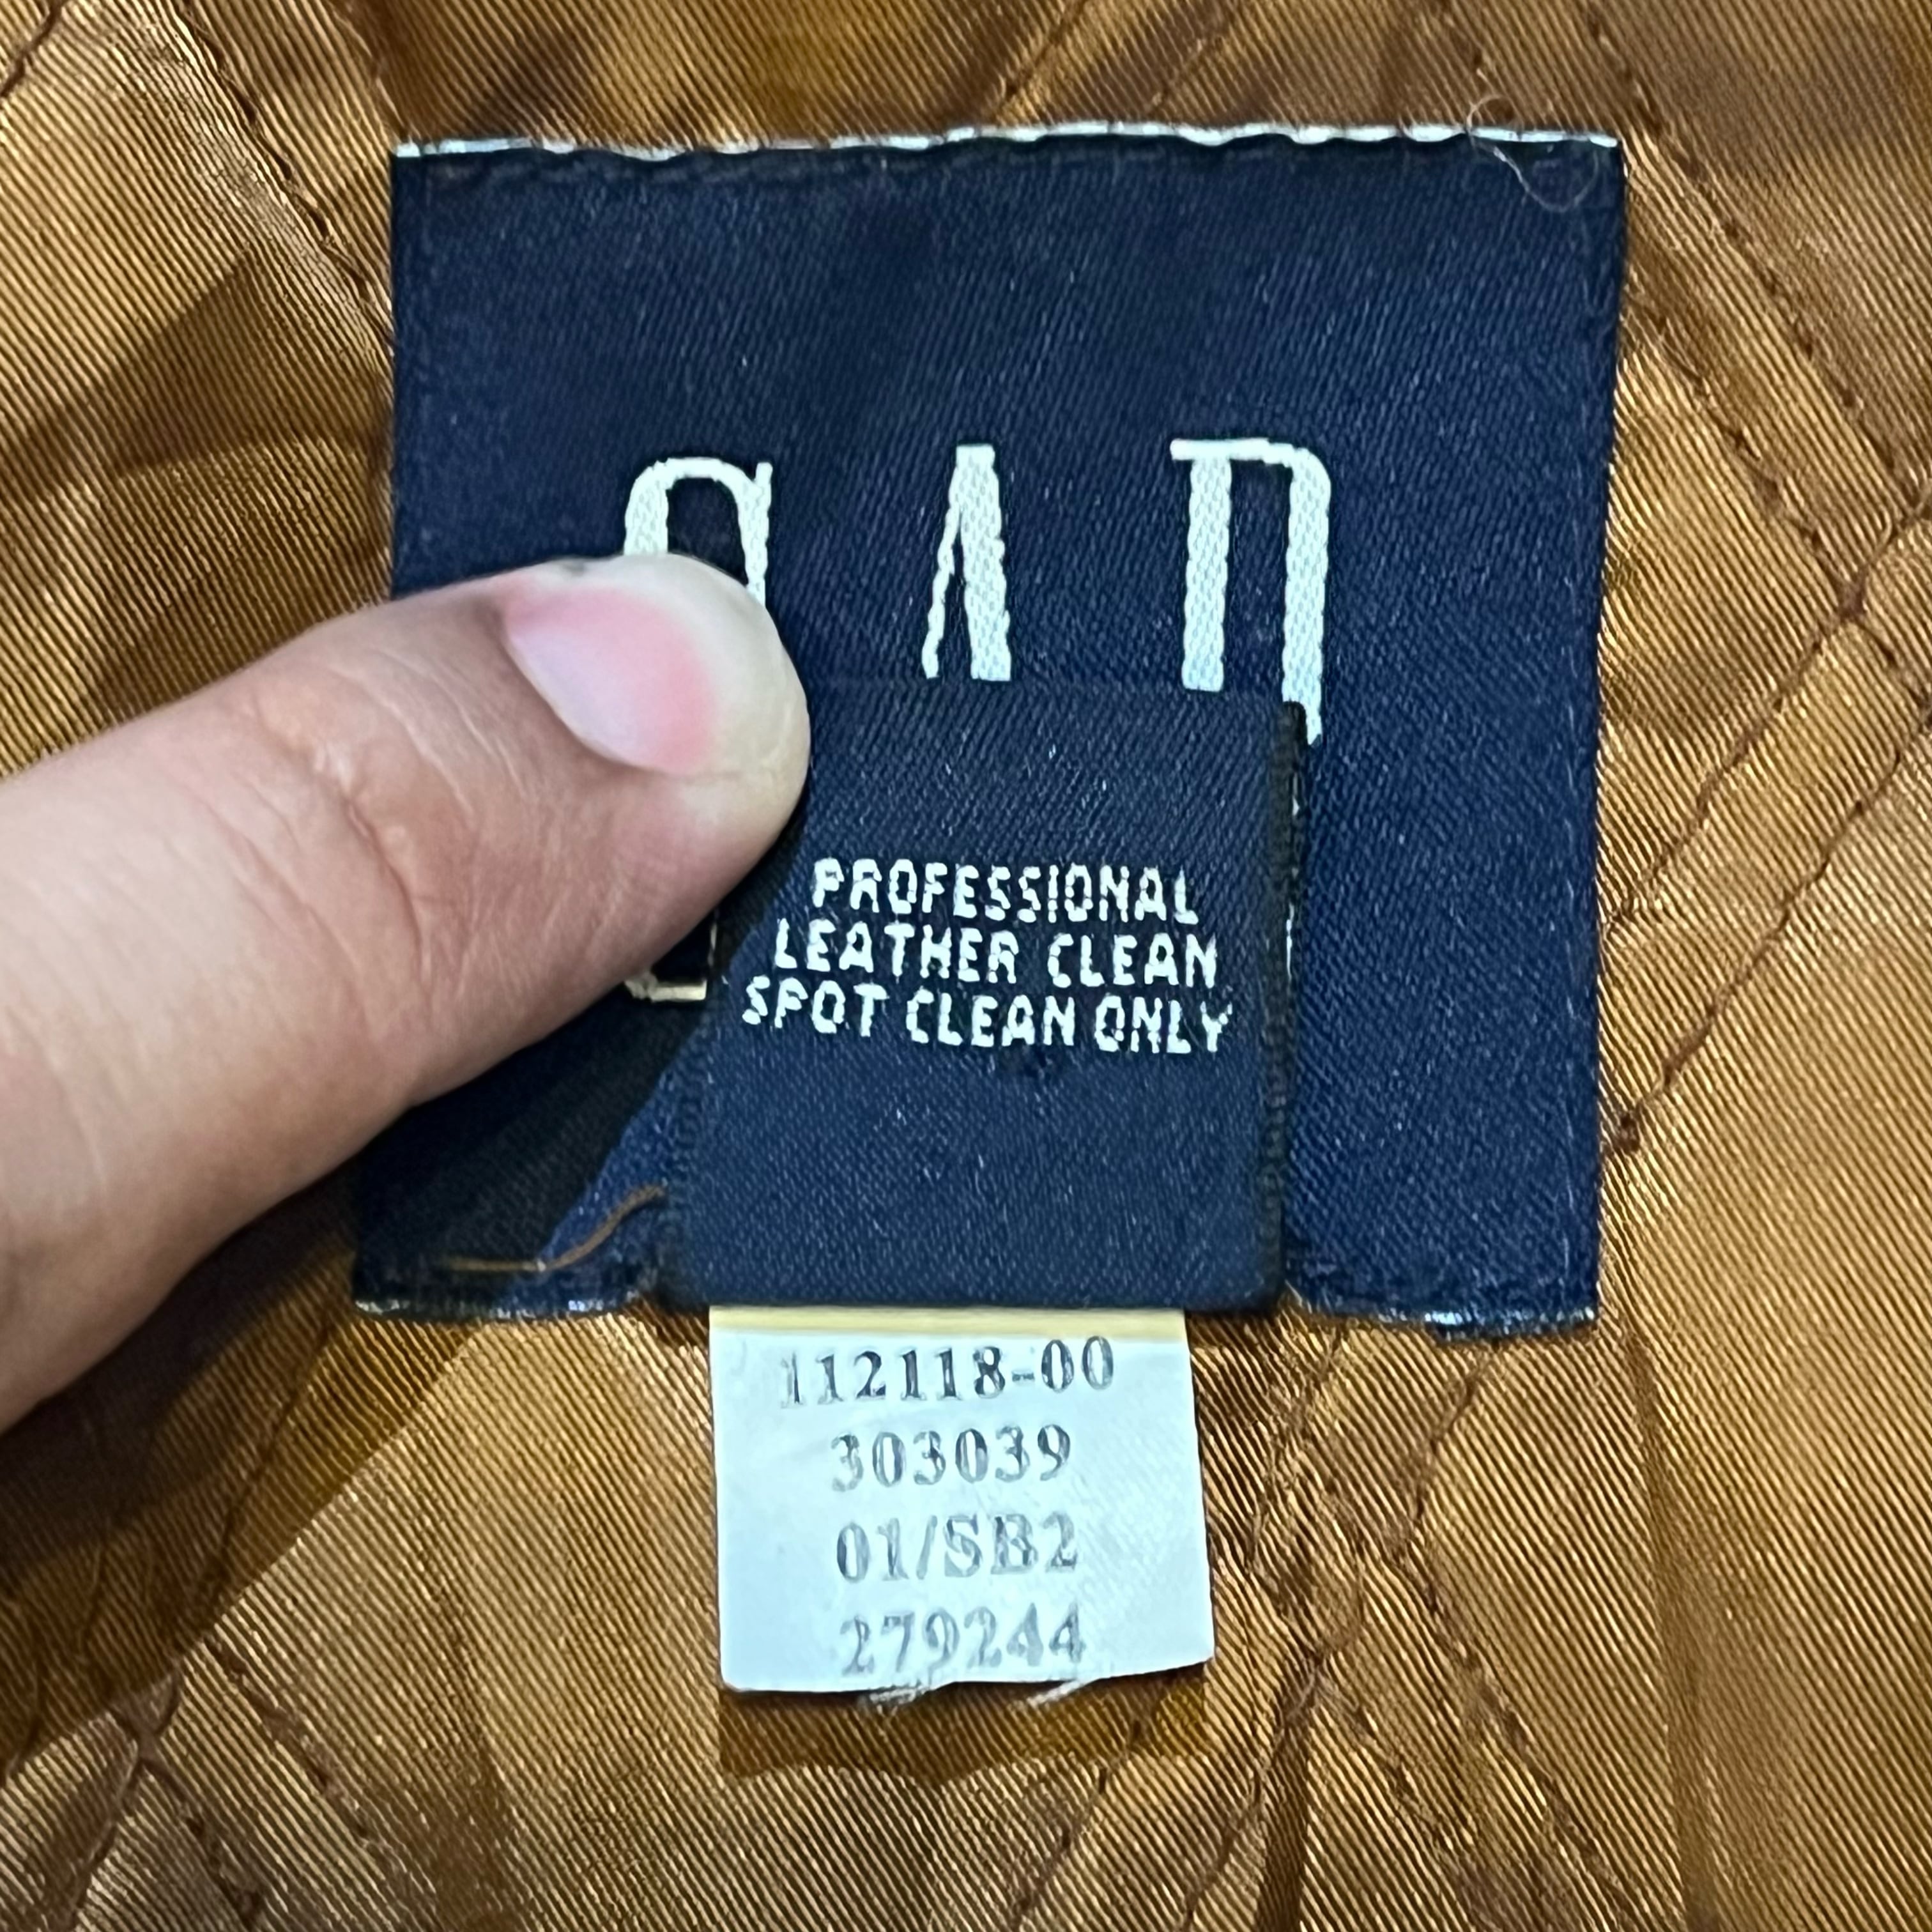 GAP
PROFESSIONAL
LEATHER CLEAN
SPOT CLEAN ONLY
112118-00
303039
01/SB2
279244